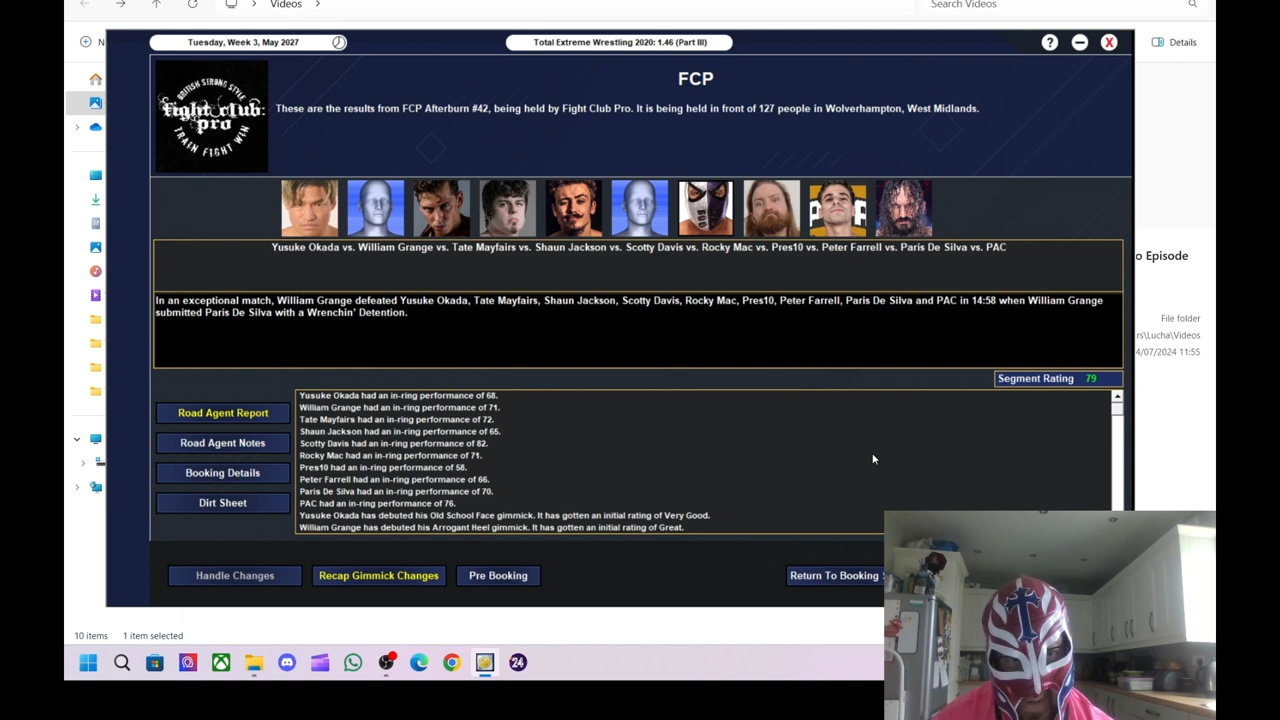 Videos
Search Videos
N
Details
Tuesday, Week 3, May 2027
Total Extreme Wrestling 2020: 1.46 (Part III)
?
X
FCP
These are the results from FCP Afterburn #42, being held by Fight Club Pro. It is being held in front of 127 people in Wolverhampton, West Midlands.
BRITISH STRONG STYLE
fight club:
pro
TRAIN FIGHT WIN
Yusuke Okada vs. William Grange vs. Tate Mayfairs vs. Shaun Jackson vs. Scotty Davis vs. Rocky Mac vs. Pres10 vs. Peter Farrell vs. Paris De Silva vs. PAC
o Episode
In an exceptional match, William Grange defeated Yusuke Okada, Tate Mayfairs, Shaun Jackson, Scotty Davis, Rocky Mac, Pres10, Peter Farrell, Paris De Silva and PAC in 14:58 when William Grange
submitted Paris De Silva with a Wrenchin' Detention.
File folder
rs\Lucha\Videos
4/07/2024 11:55
Segment Rating 79
Road Agent Report
Road Agent Notes
Booking Details
Dirt Sheet
Yusuke Okada had an in-ring performance of 68.
William Grange had an in-ring performance of 71.
Tate Mayfairs had an in-ring performance of 72.
Shaun Jackson had an in-ring performance of 65.
Scotty Davis had an in-ring performance of 82.
Rocky Mac had an in-ring performance of 71.
Pres10 had an in-ring performance of 58.
Peter Farrell had an in-ring performance of 66.
Paris De Silva had an in-ring performance of 70.
PAC had an in-ring performance of 76.
Yusuke Okada has debuted his Old School Face gimmick. It has gotten an initial rating of Very Good.
William Grange has debuted his Arrogant Heel gimmick. It has gotten an initial rating of Great.
Handle Changes
Recap Gimmick Changes
Pre Booking
Return To Booking
10 items
1 item selected
24